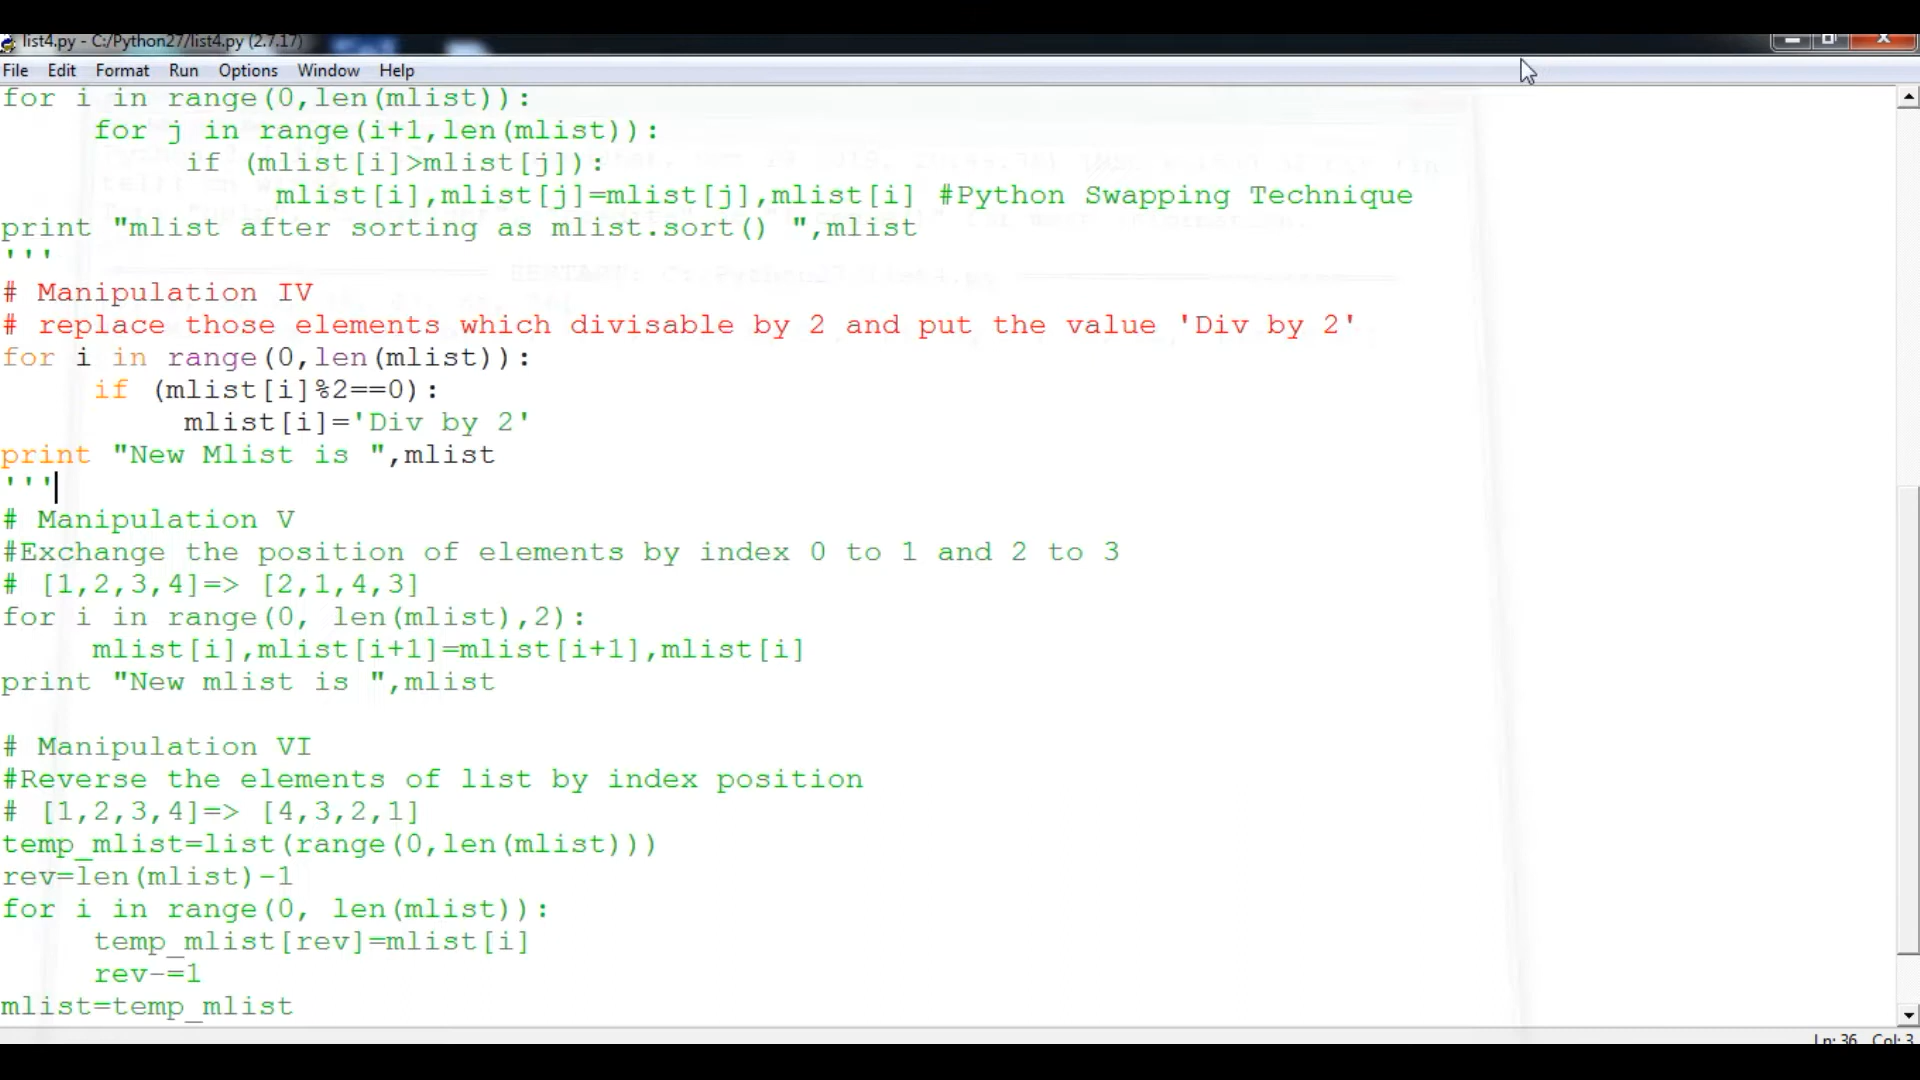 list4.py - C:/Python27/list4.py (2.7.17)
File Edit Format Run Options Window Help
for i in range(0,len(mlist)):
     for j in range(i+1,len(mlist)):
          if (mlist[i]>mlist[j]):
               mlist[i],mlist[j]=mlist[j],mlist[i] #Python Swapping Technique
print "mlist after sorting as mlist.sort() ",mlist
'''
# Manipulation IV
# replace those elements which divisable by 2 and put the value 'Div by 2'
for i in range(0,len(mlist)):
     if (mlist[i]%2==0):
          mlist[i]='Div by 2'
print "New Mlist is ",mlist
'''
# Manipulation V
#Exchange the position of elements by index 0 to 1 and 2 to 3
# [1,2,3,4]=> [2,1,4,3]
for i in range(0, len(mlist),2):
     mlist[i],mlist[i+1]=mlist[i+1],mlist[i]
print "New mlist is ",mlist
# Manipulation VI
#Reverse the elements of list by index position
# [1,2,3,4]=> [4,3,2,1]
temp_mlist=list(range(0,len(mlist)))
rev=len(mlist)-1
for i in range(0, len(mlist)):
     temp_mlist[rev]=mlist[i]
     rev-=1
mlist=temp_mlist
Ln: 36 Col: 3